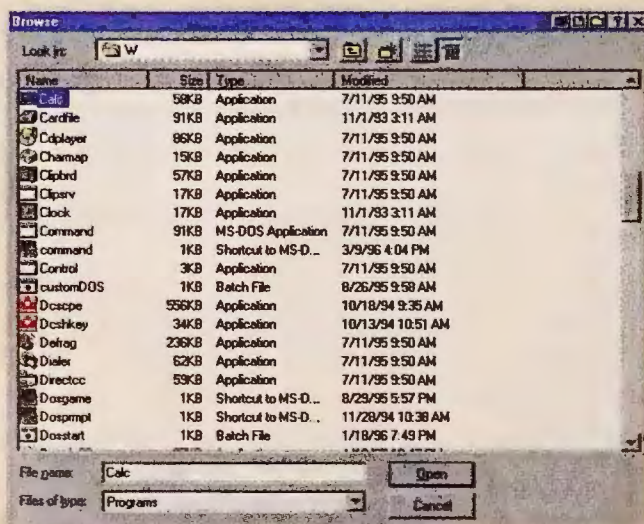 Browse
Look in: W
Name Size Type Modified
Calc 58KB Application 7/11/95 9:50 AM
Cardfile 91KB Application 11/1/93 3:11 AM
Cdplayer 86KB Application 7/11/95 9:50 AM
Charmap 15KB Application 7/11/95 9:50 AM
Clipbrd 57KB Application 7/11/95 9:50 AM
Clipsrv 17KB Application 7/11/95 9:50 AM
Clock 17KB Application 11/1/93 3:11 AM
Command 91KB MS-DOS Application 7/11/95 9:50 AM
command 1KB Shortcut to MS-D... 3/9/96 4:04 PM
Control 3KB Application 7/11/95 9:50 AM
customDOS 1KB Batch File 8/26/95 9:58 AM
Dcscpe 556KB Application 10/18/94 9:35 AM
Dcshkey 34KB Application 10/13/94 10:51 AM
Defrag 236KB Application 7/11/95 9:50 AM
Dialer 62KB Application 7/11/95 9:50 AM
Directcc 59KB Application 7/11/95 9:50 AM
Dosgame 1KB Shortcut to MS-D... 8/29/95 5:57 PM
Dosprmpt 1KB Shortcut to MS-D... 11/28/94 10:38 AM
Dosstart 1KB Batch File 1/18/96 7:49 PM
File name: Calc Open
Files of type: Programs Cancel